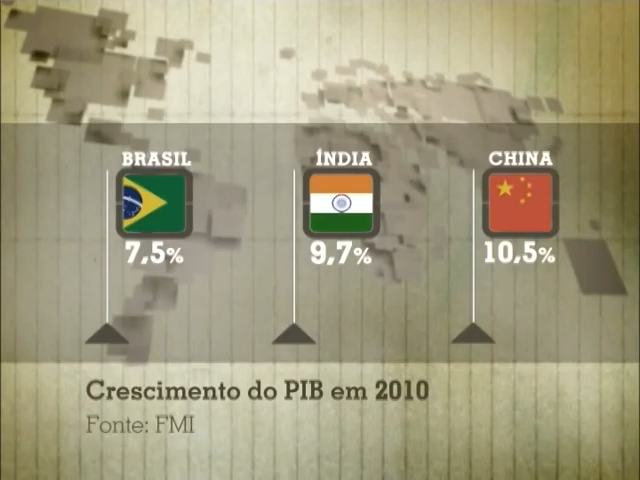 BRASIL
ÍNDIA
CHINA
7,5%
9,7%
10,5%
Crescimento do PIB em 2010
Fonte: FMI